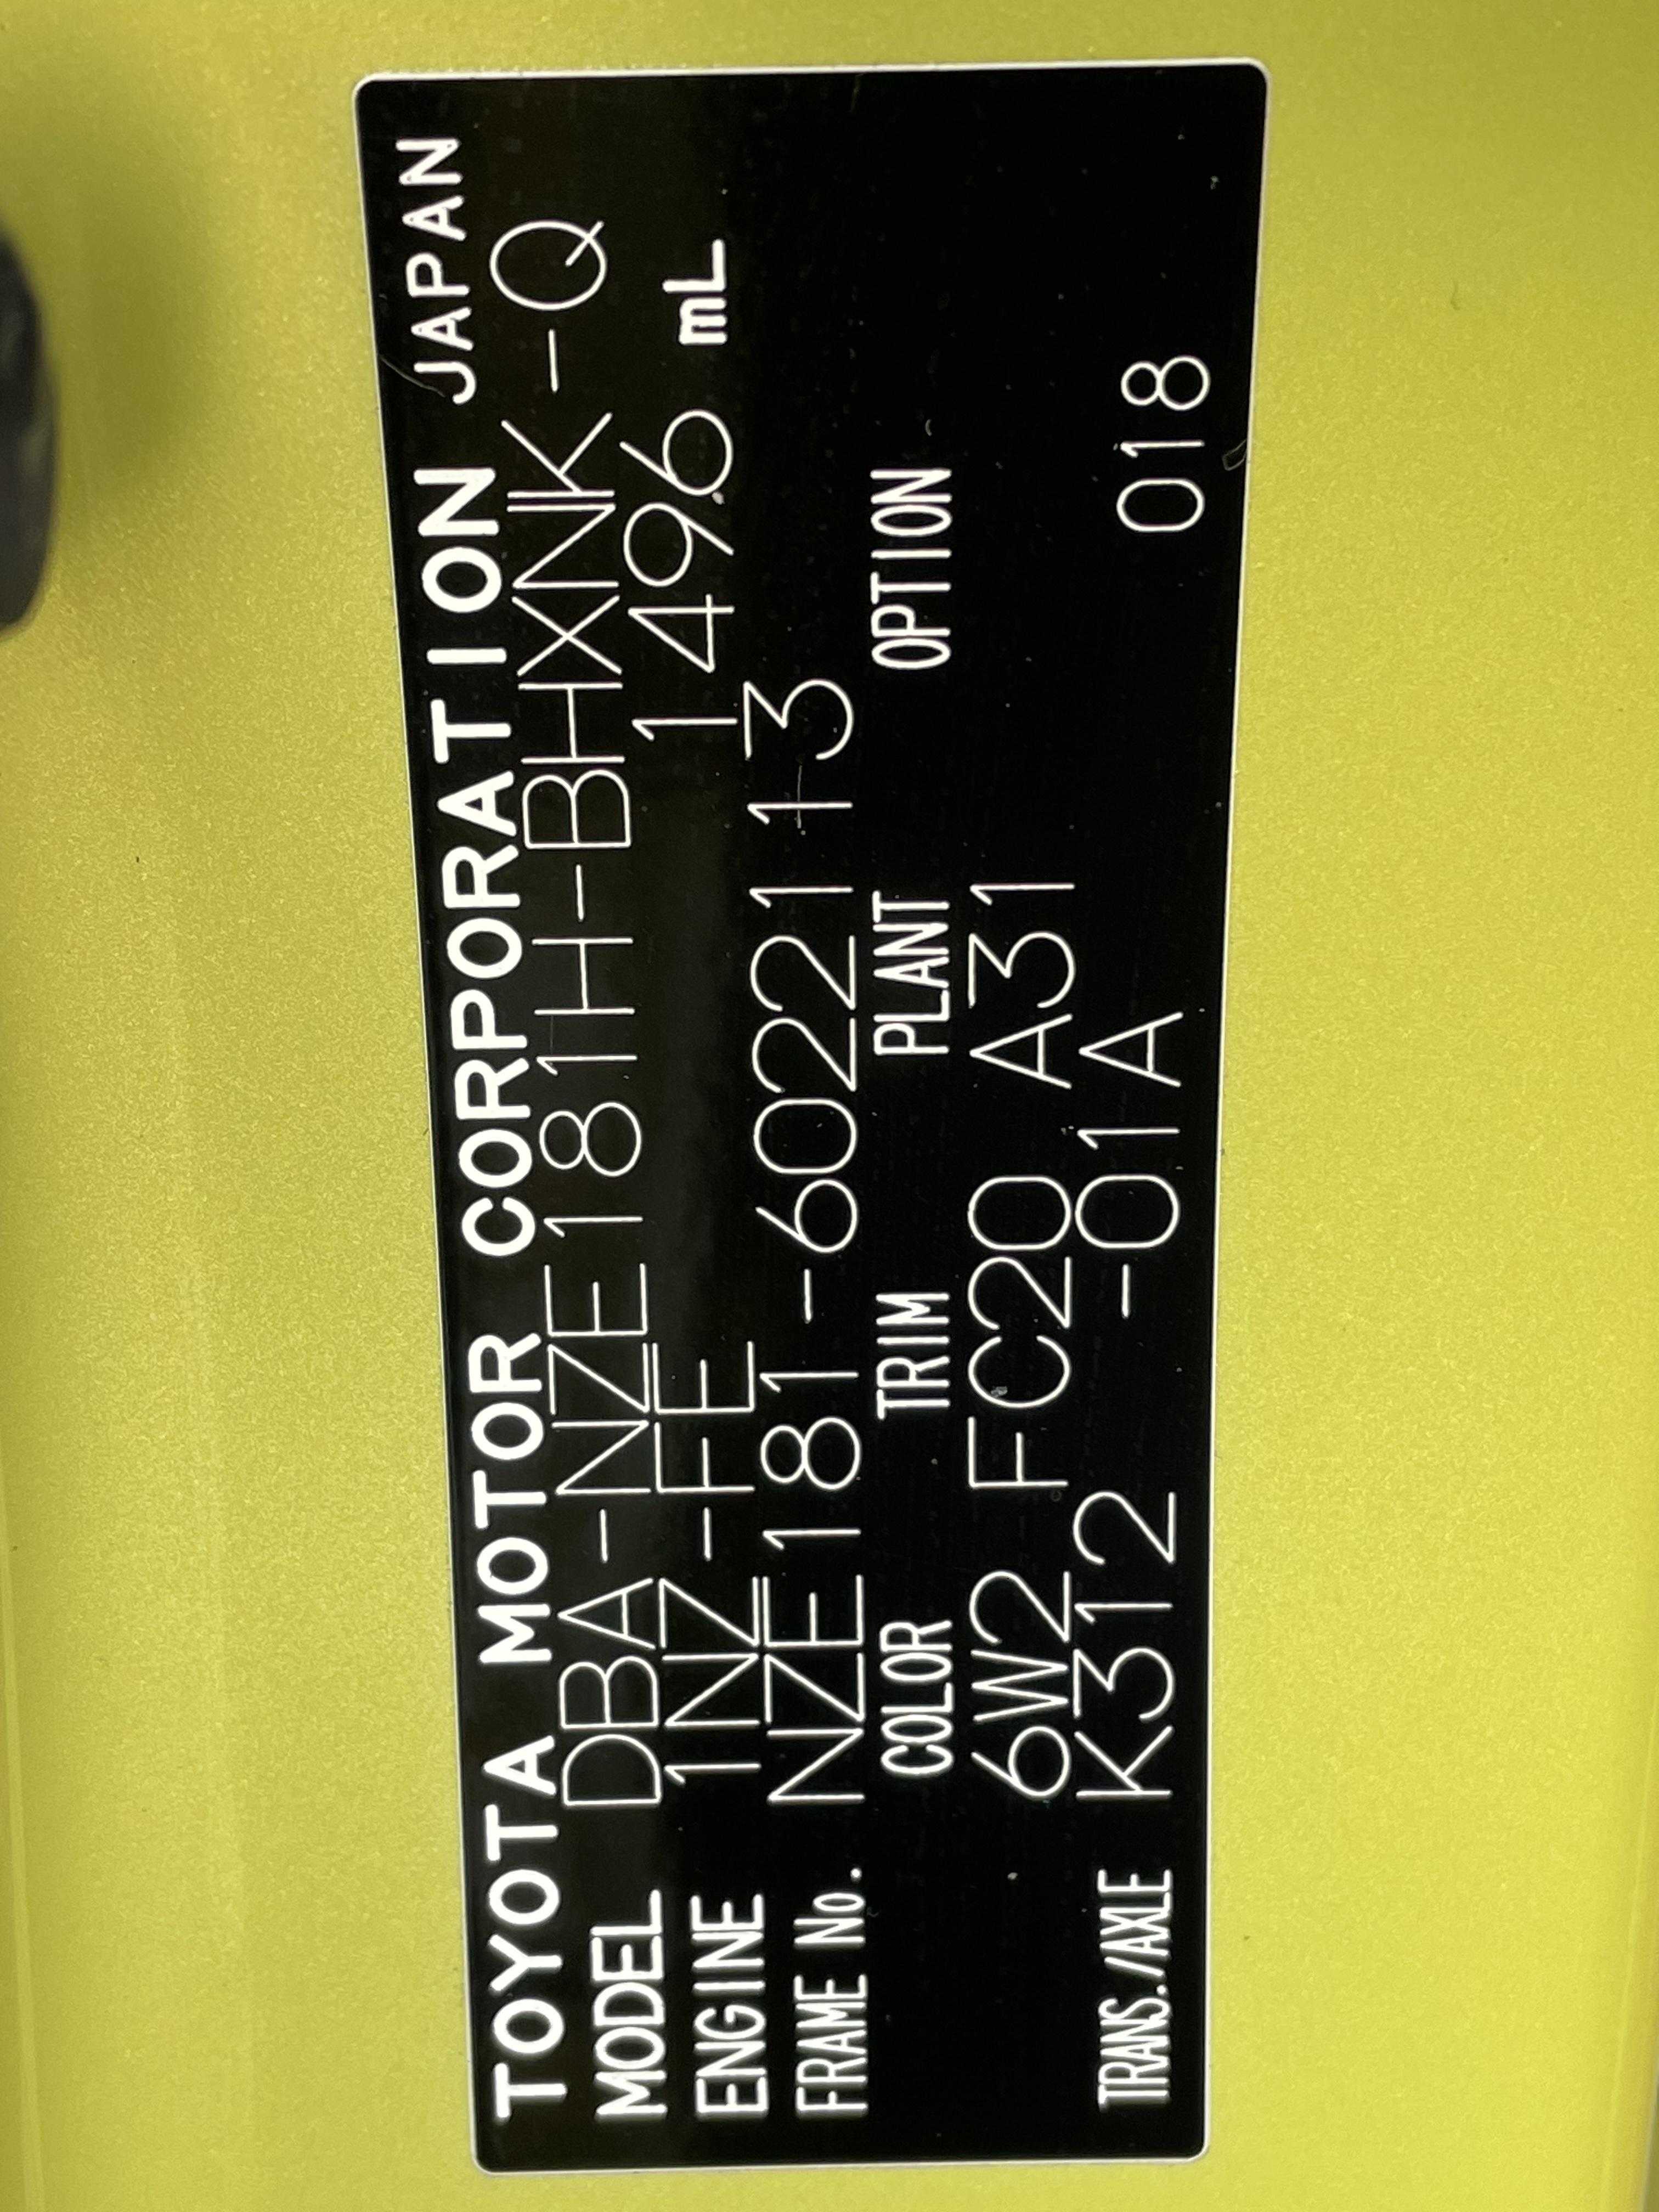 TOYOTA MOTOR CORPORATION JAPAN
MODEL DBA-NZE181H-BHXNK-Q
ENGINE 1NZ-FE 1496 mL
FRAME No. NZE181-6022113
COLOR TRIM PLANT OPTION
6W2 FC20 A31
TRANS./AXLE K312 -01A 018